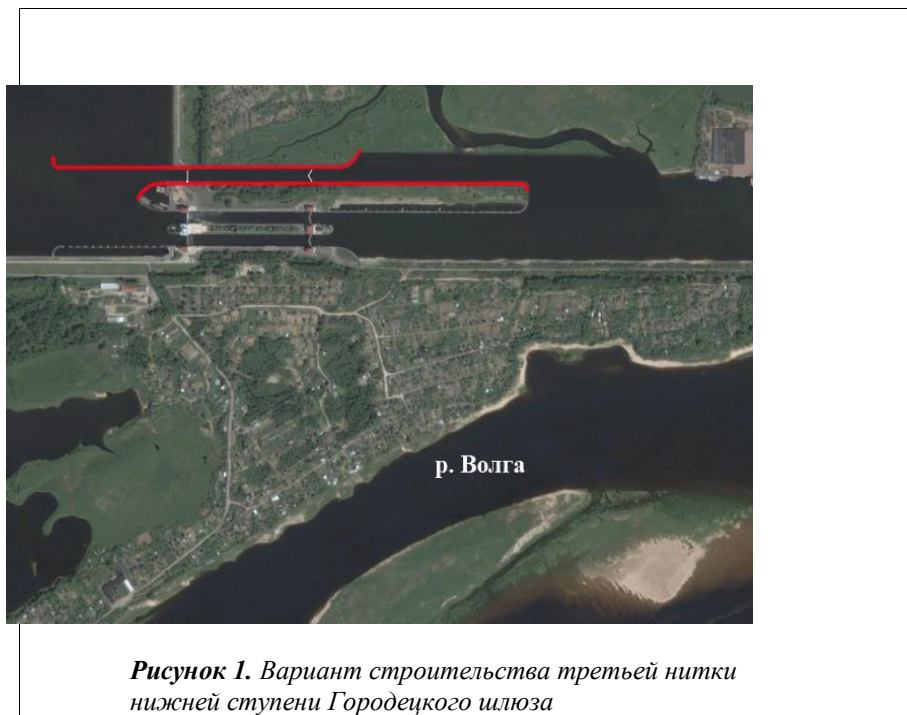 р. Волга
Рисунок 1. Вариант строительства третьей нитки
нижней ступени Городецкого шлюза